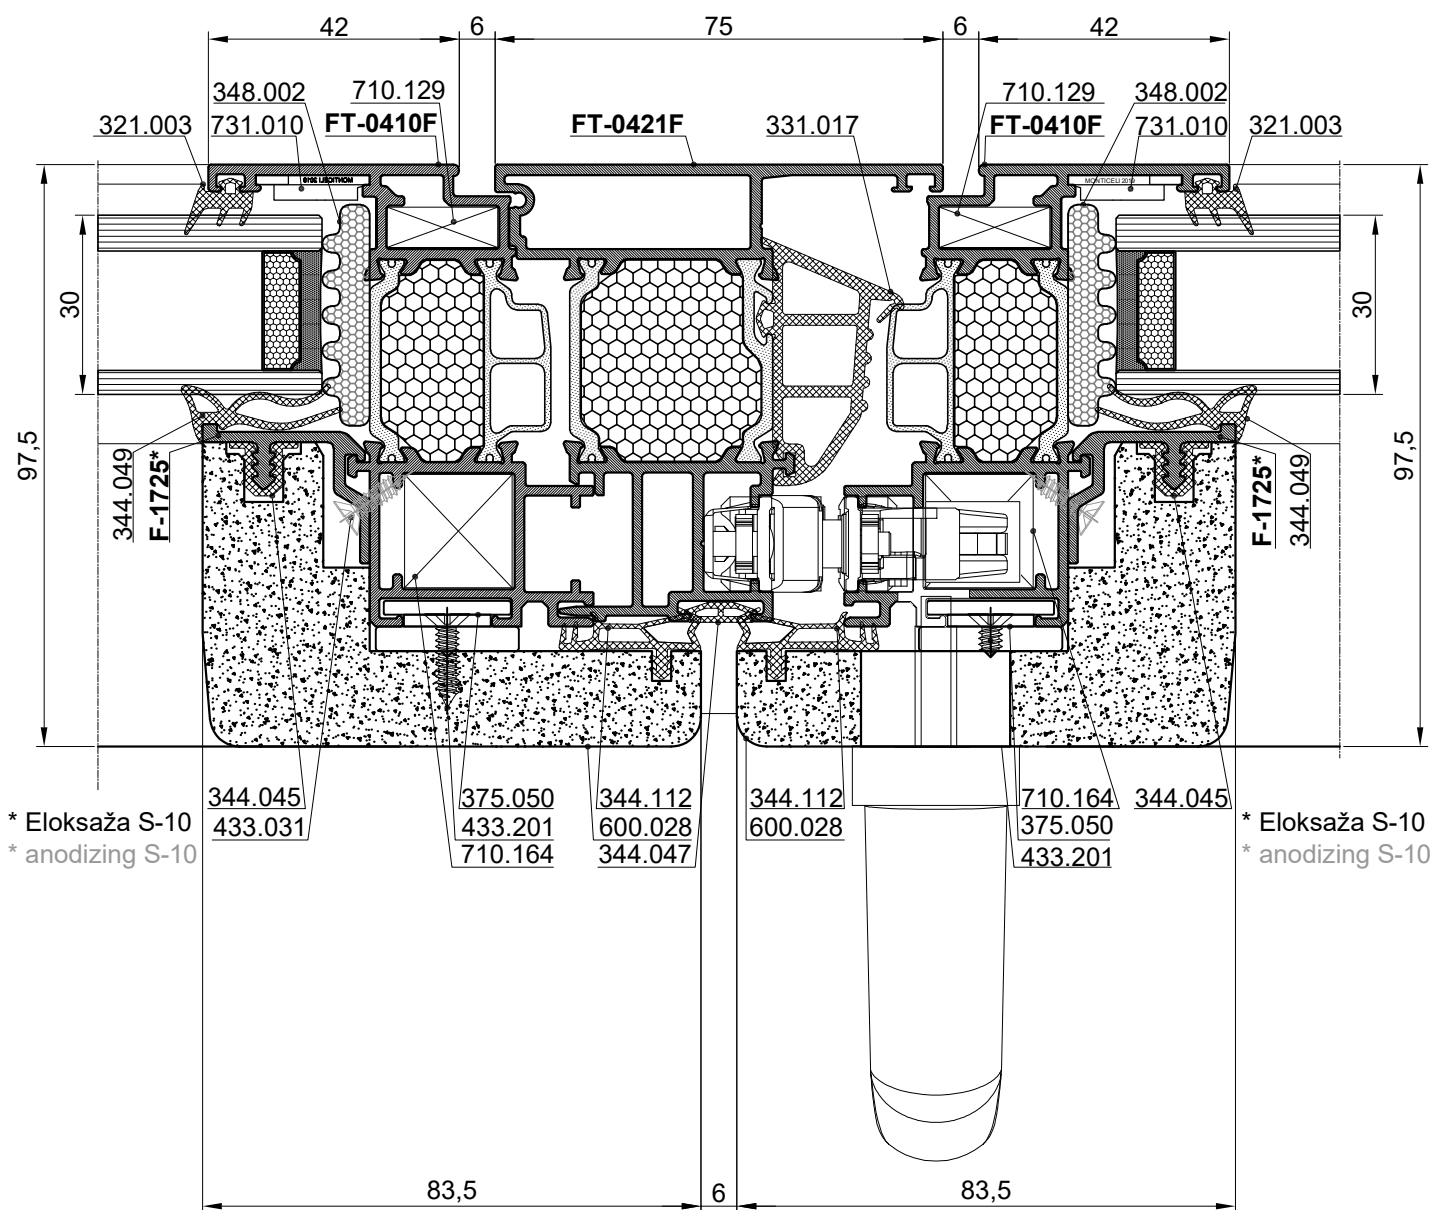 42 6 75 6 42
348.002 710.129 710.129 348.002
321.003 731.010 FT-0410F FT-0421F 331.017 FT-0410F 731.010 321.003
MONTICELI 2019 MONTICELI 2019
30 30
97,5 97,5
344.049 F-1725* F-1725* 344.049
344.045 375.050 344.112 344.112 710.164 344.045
433.031 433.201 600.028 600.028 375.050
710.164 344.047 433.201
* Eloksaža S-10 * Eloksaža S-10
* anodizing S-10 * anodizing S-10
83,5 6 83,5